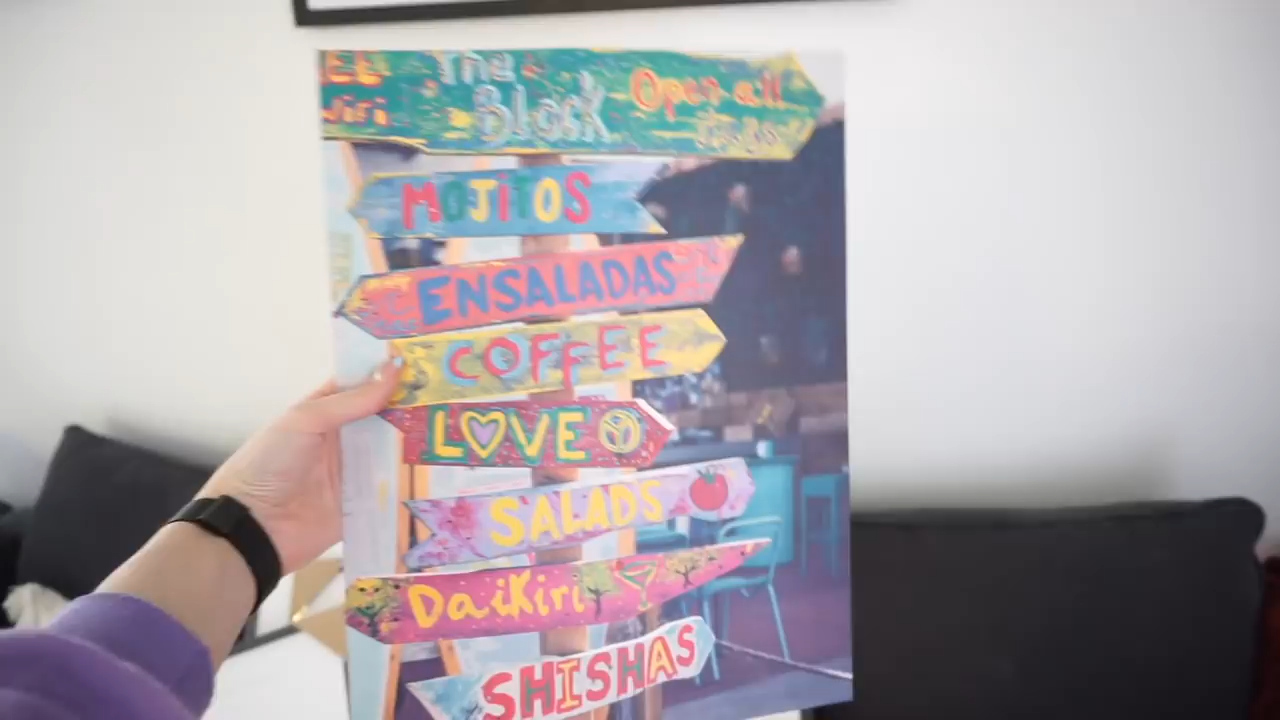 The
Block
Open all
MOJiTOS
ENSALADAS
COFFEE
LOVE
SALADS
Daikiri
SHISHAS